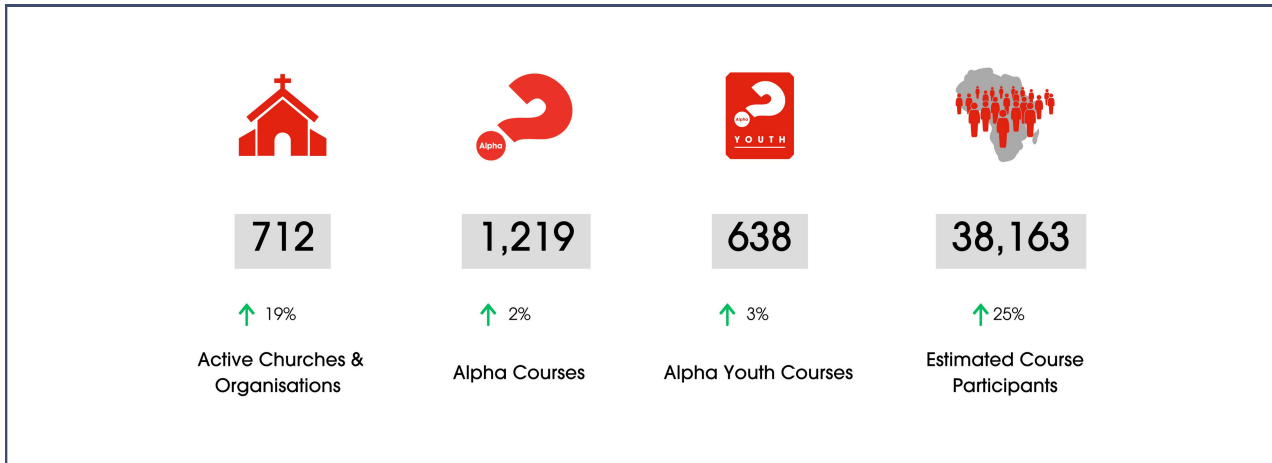 Alpha
Alpha
YOUTH
712
1,219
638
38,163
19%
2%
3%
25%
Active Churches &
Organisations
Alpha Courses
Alpha Youth Courses
Estimated Course
Participants